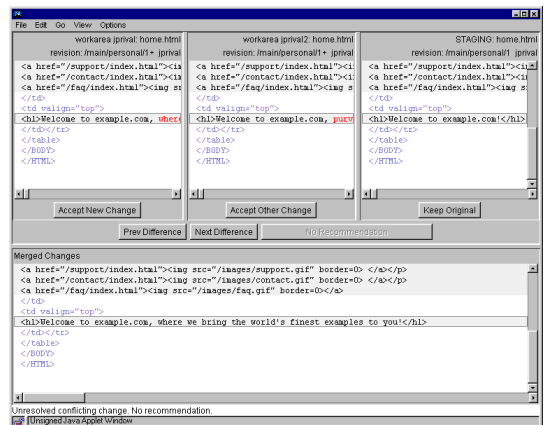 File Edit Go View Options
workarea jprival: home.html
revision: /main/personal/1+ jprival
<a href="/support/index.html"><i
<a href="/contact/index.html"><i
<a href="/faq/index.html"><img s
</td>
<td valign="top">
<h1>Welcome to example.com, wher
</td></tr>
</table>
</BODY>
</HTML>
Accept New Change
workarea jprival2: home.html
revision: /main/personal/1+ jprival
<a href="/support/index.html"><i
<a href="/contact/index.html"><i
<a href="/faq/index.html"><img s
</td>
<td valign="top">
<h1>Welcome to example.com, purv
</td></tr>
</table>
</BODY>
</HTML>
Accept Other Change
STAGING: home.html
revision: /main/personal/1 jprival
<a href="/support/index.html"><i
<a href="/contact/index.html"><i
<a href="/faq/index.html"><img s
</td>
<td valign="top">
<h1>Welcome to example.com!</h1>
</td></tr>
</table>
</BODY>
</HTML>
Keep Original
Prev Difference Next Difference No Recommendation
Merged Changes
<a href="/support/index.html"><img src="/images/support.gif" border=0> </a></p>
<a href="/contact/index.html"><img src="/images/contact.gif" border=0> </a></p>
<a href="/faq/index.html"><img src="/images/faq.gif" border=0></a>
</td>
<td valign="top">
<h1>Welcome to example.com, where we bring the world's finest examples to you!</h1>
</td></tr>
</table>
</BODY>
</HTML>
Unresolved conflicting change. No recommendation.
Unsigned Java Applet Window